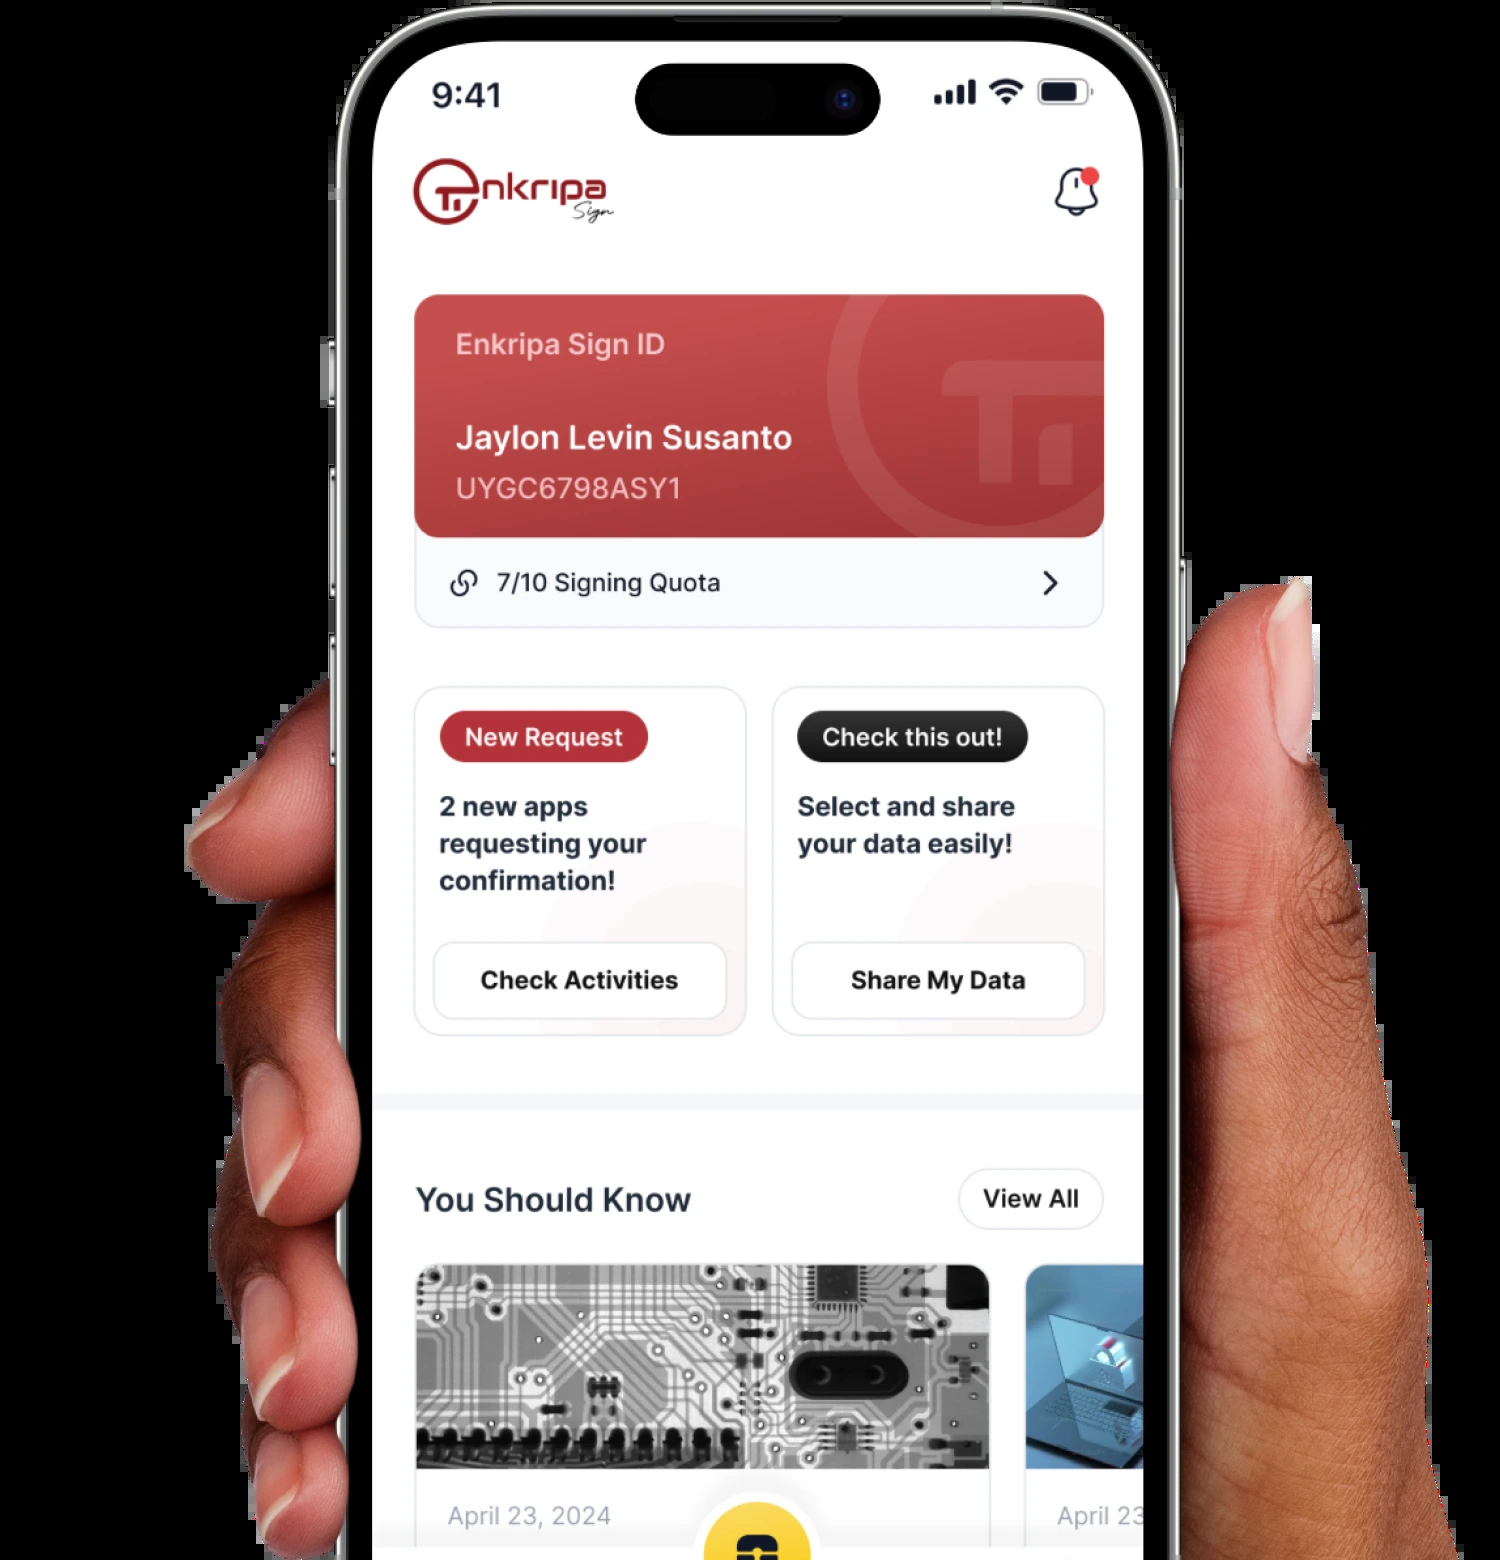 9:41
enkripa
Sign
Enkripa Sign ID
Jaylon Levin Susanto
UYGC6798ASY1
7/10 Signing Quota
New Request
2 new apps
requesting your
confirmation!
Check Activities
Check this out!
Select and share
your data easily!
Share My Data
You Should Know
View All
April 23, 2024
April 23